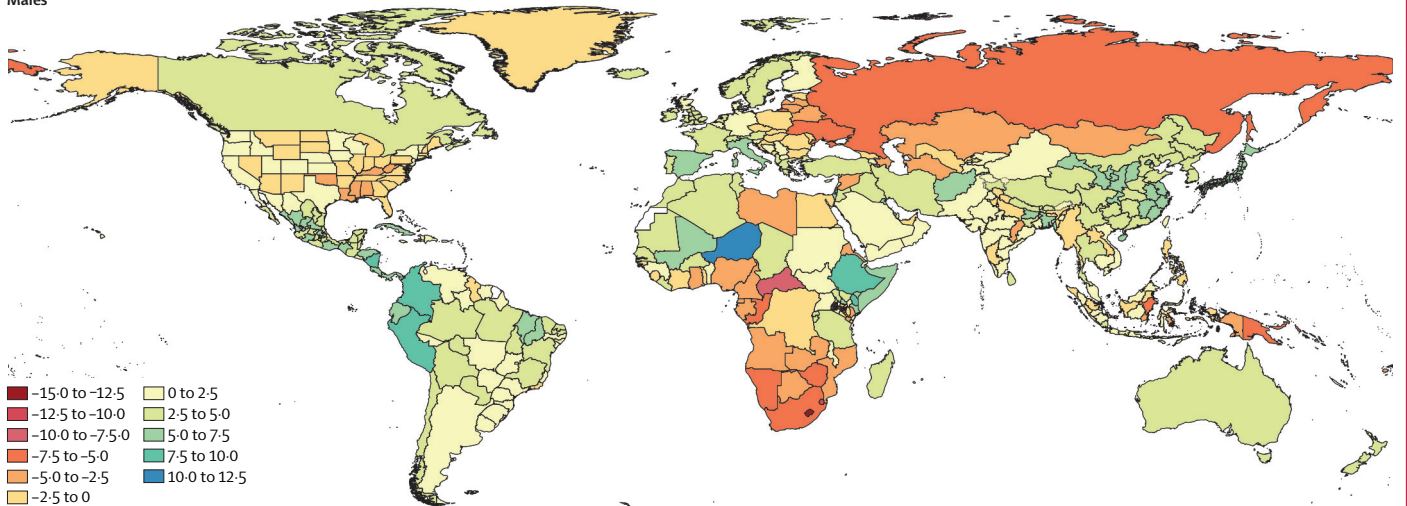 Males
−15·0 to −12·5
−12·5 to −10·0
−10·0 to −7·5·0
−7·5 to −5·0
−5·0 to −2·5
−2·5 to 0
0 to 2·5
2·5 to 5·0
5·0 to 7·5
7·5 to 10·0
10·0 to 12·5